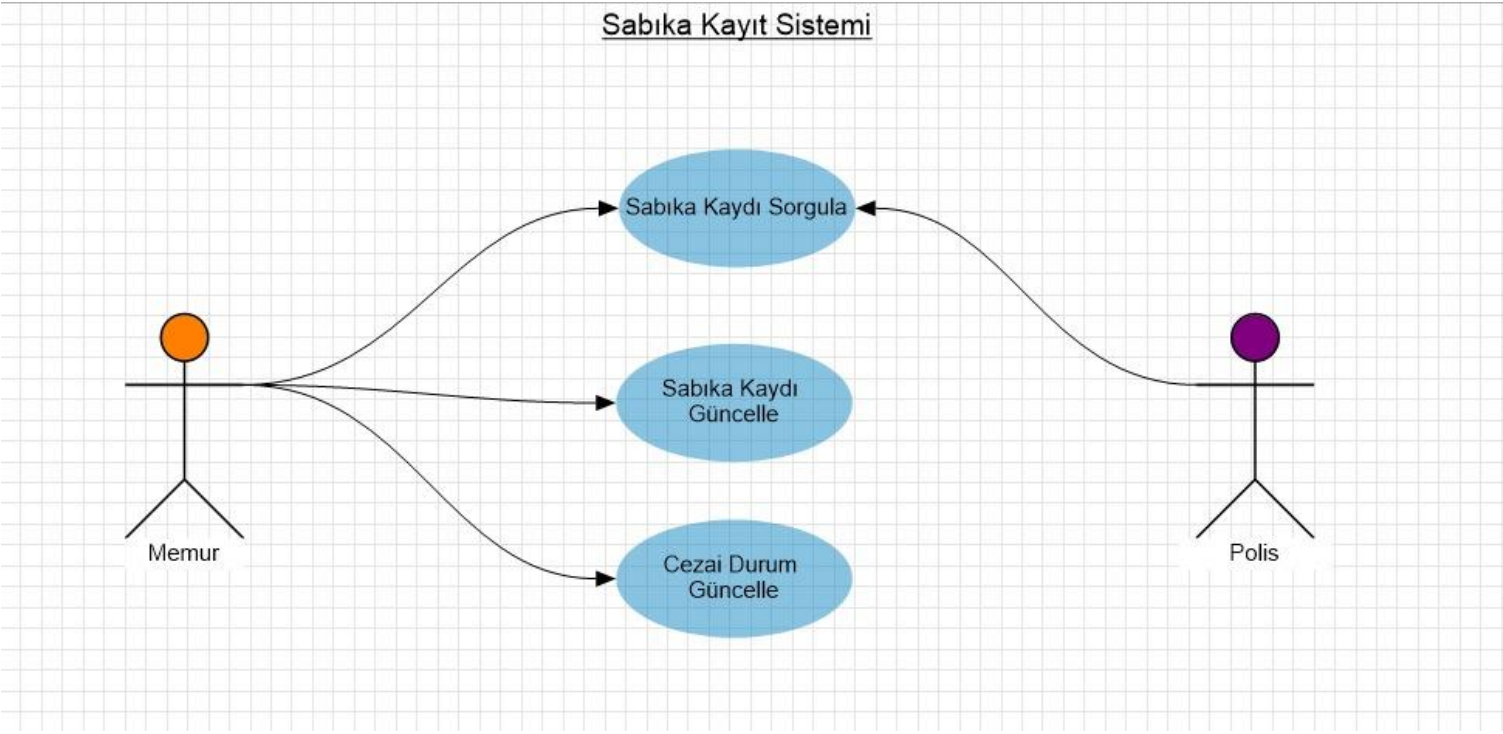 Sabıka Kayıt Sistemi
Sabıka Kaydı Sorgula
Sabıka Kaydı
Güncelle
Cezai Durum
Güncelle
Memur
Polis